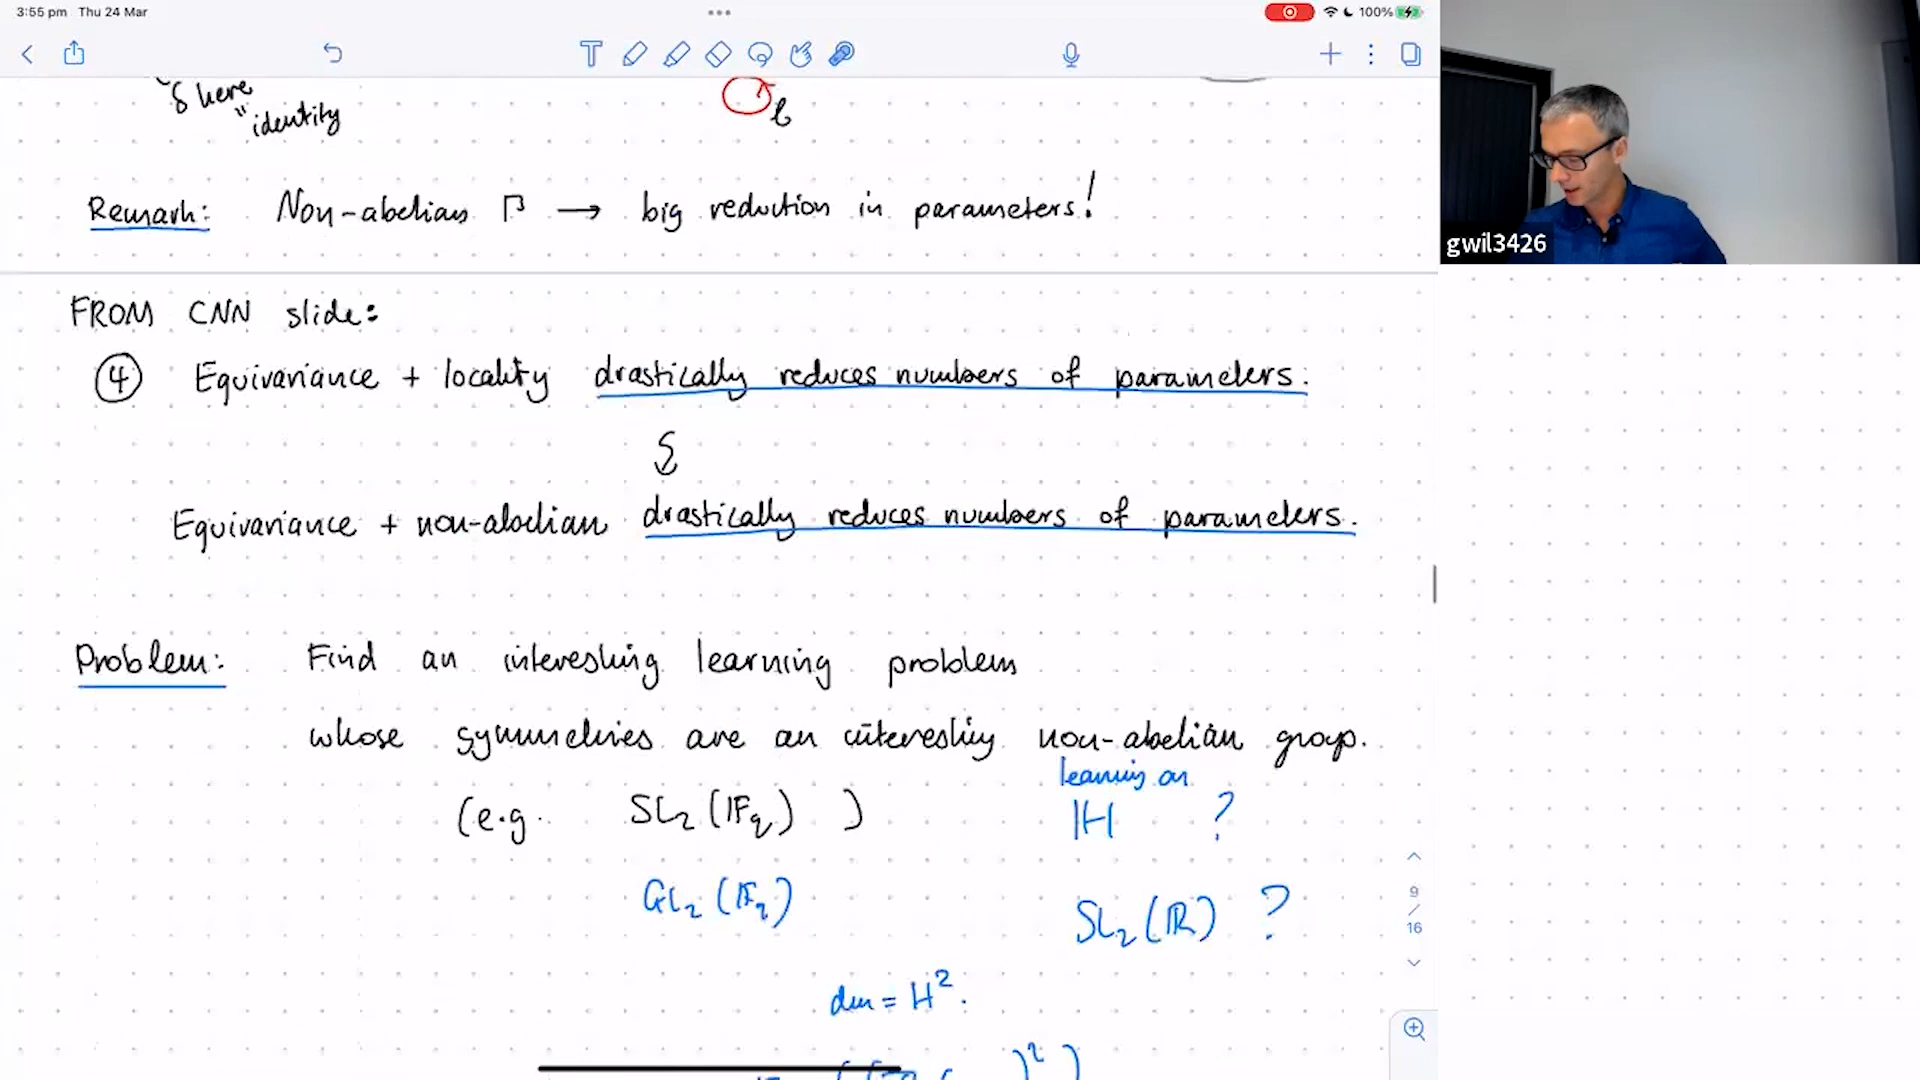 3:55 pm Thu 24 Mar
100%
δ here
"identity
ℓ
Remark: Non-abelian Γ → big reduction in parameters!
FROM CNN slide:
④ Equivariance + locality drastically reduces numbers of parameters.
Equivariance + non-abelian drastically reduces numbers of parameters.
Problem: Find an interesting learning problem
whose symmetries are an interesting non-abelian group.
learning on
(e.g. SL₂(𝔽q) ) ℍ ?
GL₂(𝔽q)
SL₂(ℝ) ?
dim = H².
9
/
16
gwil3426